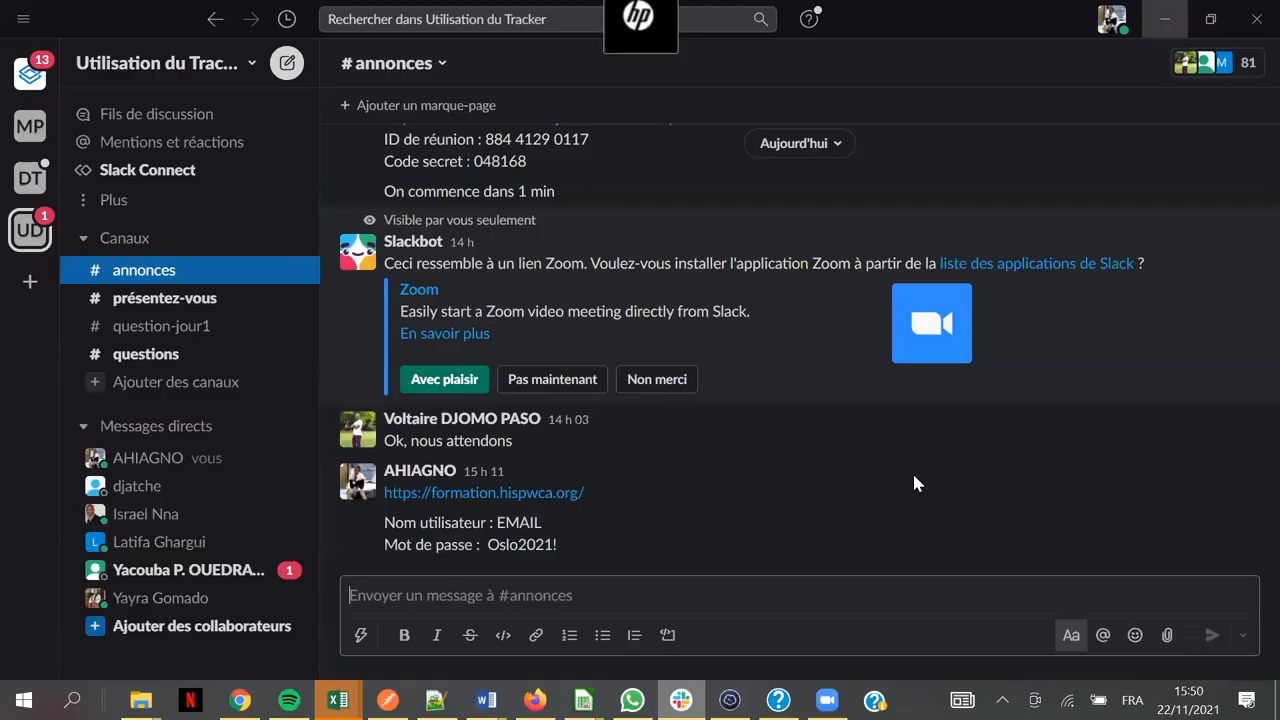 Rechercher dans Utilisation du Tracker
hp
13
MP
DT
1
UD
Utilisation du Trac...
Fils de discussion
Mentions et réactions
Slack Connect
Plus
Canaux
# annonces
# présentez-vous
# question-jour1
# questions
Ajouter des canaux
Messages directs
AHIAGNO vous
djatche
Israel Nna
Latifa Ghargui
Yacouba P. OUEDRA... 1
Yayra Gomado
Ajouter des collaborateurs
# annonces
M 81
Ajouter un marque-page
ID de réunion : 884 4129 0117
Aujourd'hui
Code secret : 048168
On commence dans 1 min
Visible par vous seulement
Slackbot 14 h
Ceci ressemble à un lien Zoom. Voulez-vous installer l'application Zoom à partir de la liste des applications de Slack ?
Zoom
Easily start a Zoom video meeting directly from Slack.
En savoir plus
Avec plaisir Pas maintenant Non merci
Voltaire DJOMO PASO 14 h 03
Ok, nous attendons
AHIAGNO 15 h 11
https://formation.hispwca.org/
Nom utilisateur : EMAIL
Mot de passe : Oslo2021!
Envoyer un message à #annonces
B I S Aa @
FRA
15:50
22/11/2021